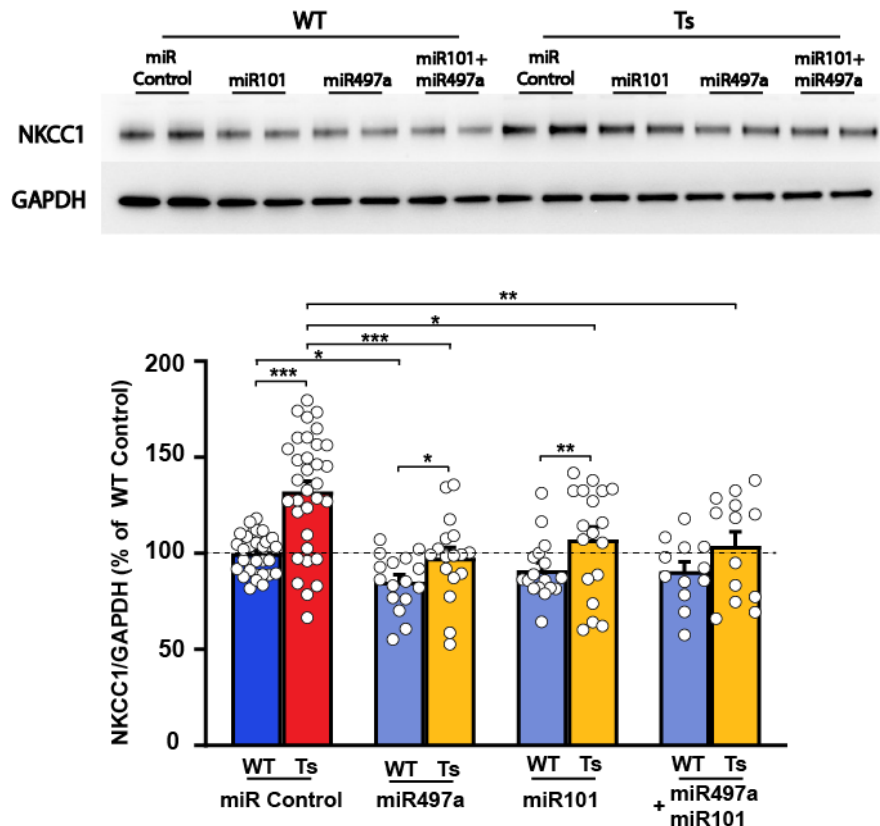 WT Ts
miR Control miR101 miR497a miR101+ miR497a miR Control miR101 miR497a miR101+ miR497a
NKCC1
GAPDH
**
*
***
*
***
*
**
NKCC1/GAPDH (% of WT Control)
200
150
100
50
0
WT Ts WT Ts WT Ts WT Ts
miR Control miR497a miR101 + miR497a miR101